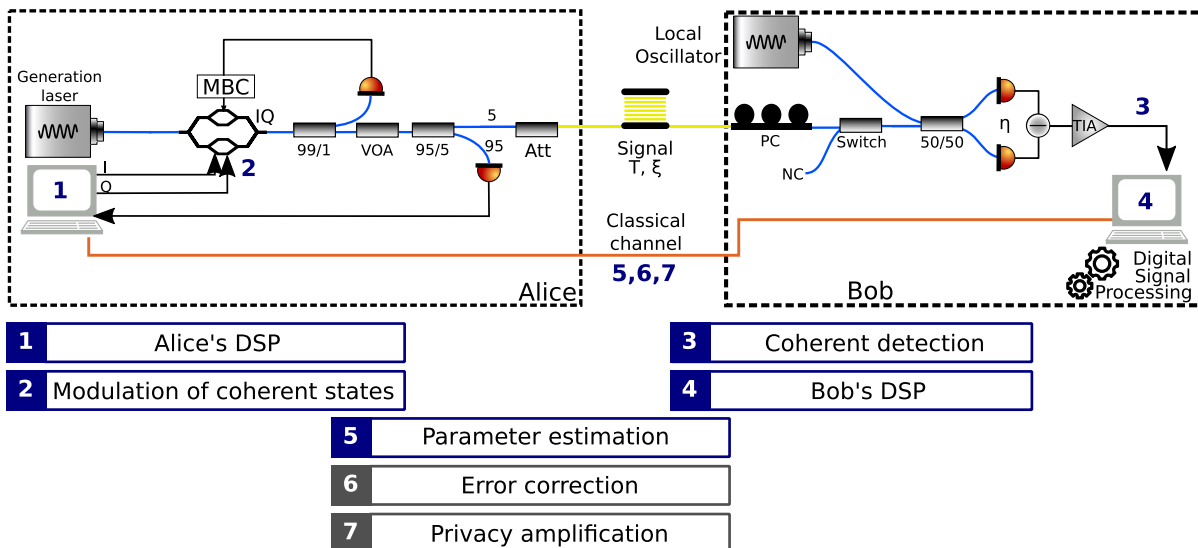 Generation
laser
MBC
IQ
I
Q
1
2
99/1
VOA
95/5
5
95
Att
Alice
Signal
T, ξ
Classical
channel
5,6,7
Local
Oscillator
PC
Switch
NC
50/50
η
TIA
3
4
Digital
Signal
Processing
Bob
1 Alice's DSP
2 Modulation of coherent states
3 Coherent detection
4 Bob's DSP
5 Parameter estimation
6 Error correction
7 Privacy amplification